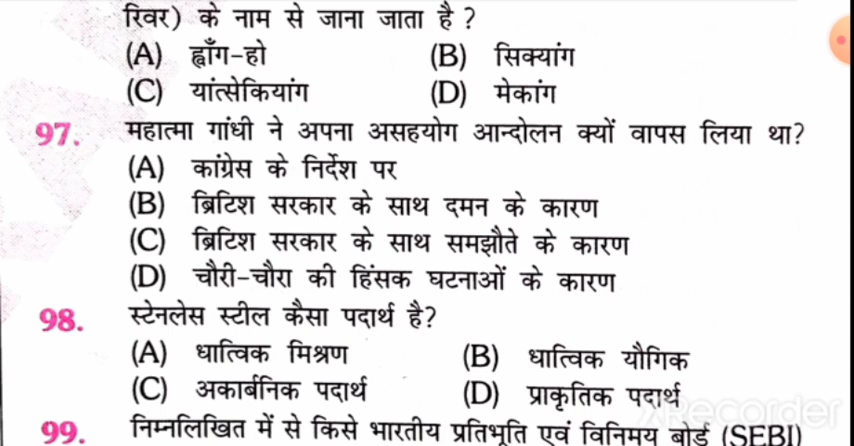 रिवर) के नाम से जाना जाता है ?
(A) ह्वाँग-हो (B) सिक्यांग
(C) यांत्सेकियांग (D) मेकांग
97. महात्मा गांधी ने अपना असहयोग आन्दोलन क्यों वापस लिया था?
(A) कांग्रेस के निर्देश पर
(B) ब्रिटिश सरकार के साथ दमन के कारण
(C) ब्रिटिश सरकार के साथ समझौते के कारण
(D) चौरी-चौरा की हिंसक घटनाओं के कारण
98. स्टेनलेस स्टील कैसा पदार्थ है?
(A) धात्विक मिश्रण (B) धात्विक यौगिक
(C) अकार्बनिक पदार्थ (D) प्राकृतिक पदार्थ
XRecorder
99. निम्नलिखित में से किसे भारतीय प्रतिभूति एवं विनिमय बोर्ड (SEBI)